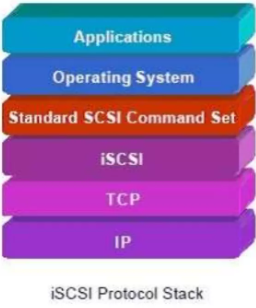 Applications
Operating System
Standard SCSI Command Set
iSCSI
TCP
IP
iSCSI Protocol Stack